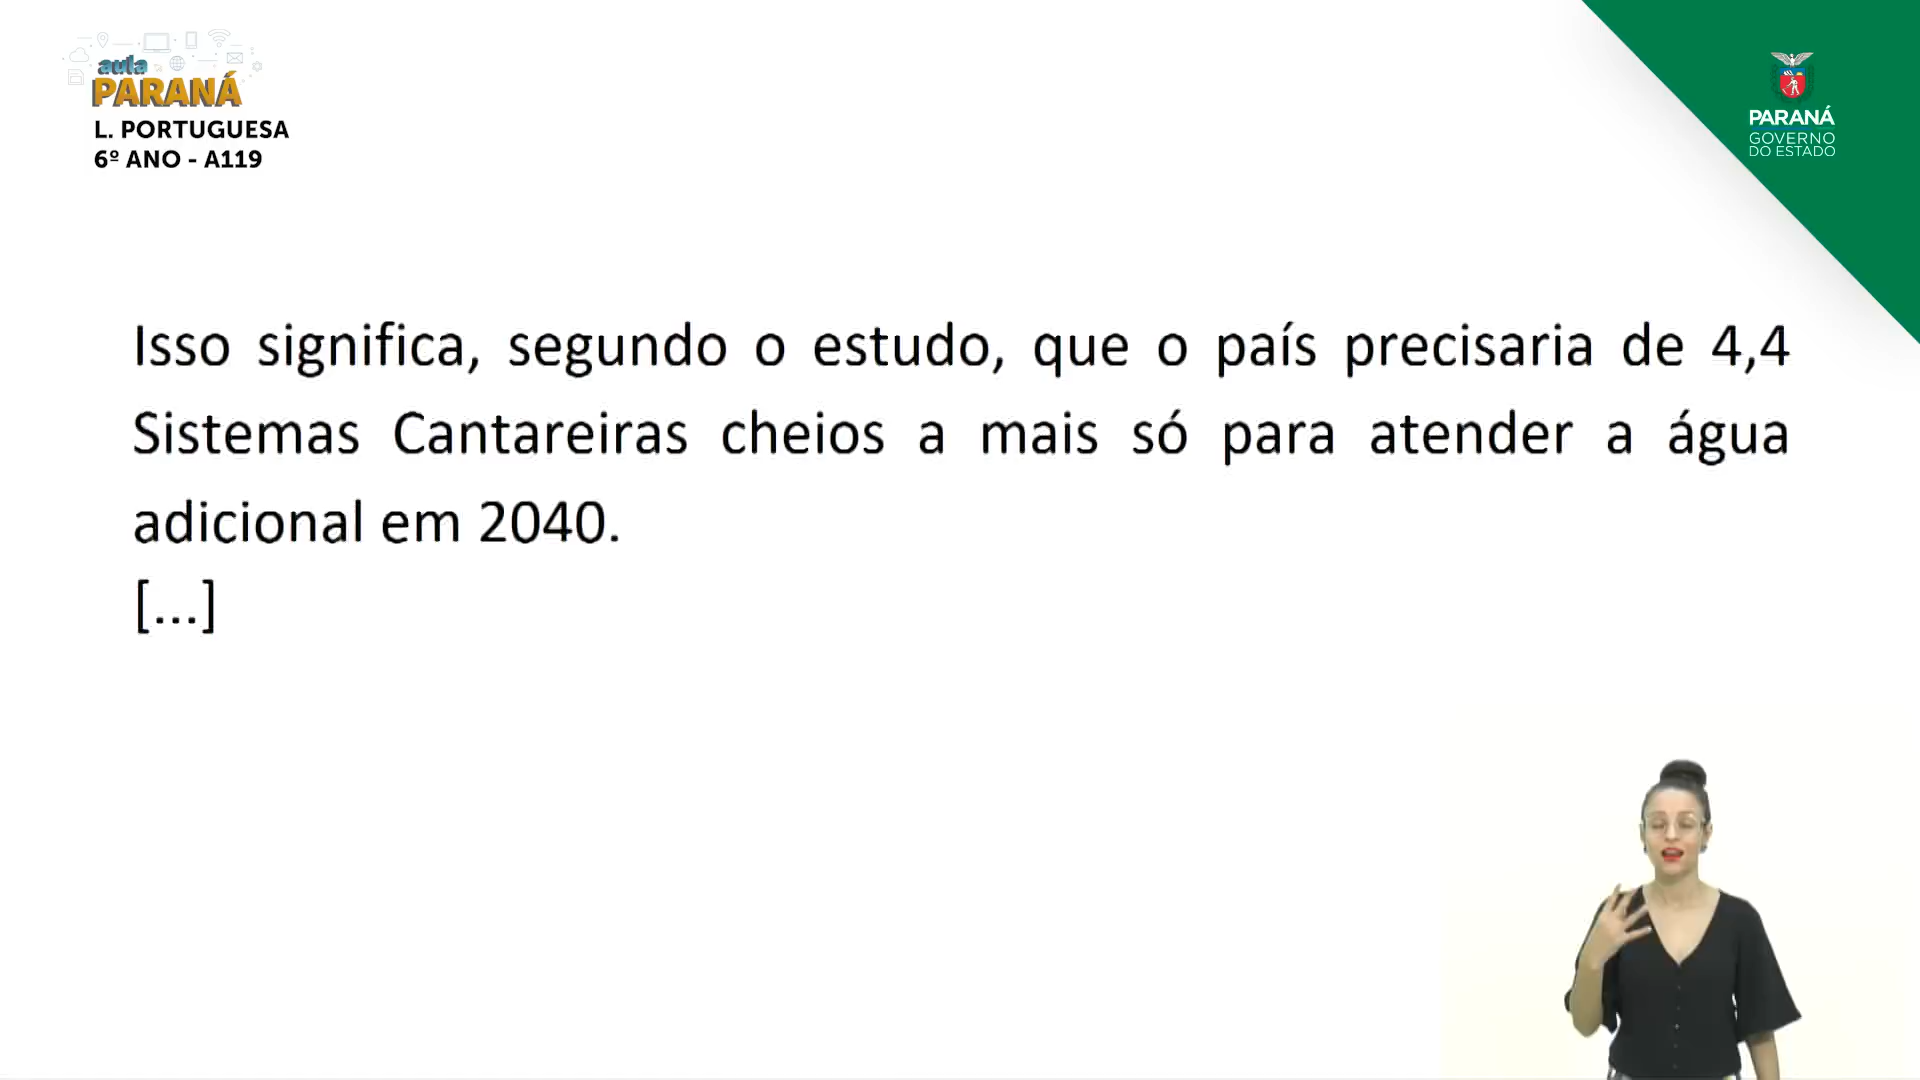 aula
PARANÁ
L. PORTUGUESA
6º ANO - A119
PARANÁ
GOVERNO
DO ESTADO
Isso significa, segundo o estudo, que o país precisaria de 4,4
Sistemas Cantareiras cheios a mais só para atender a água
adicional em 2040.
[...]